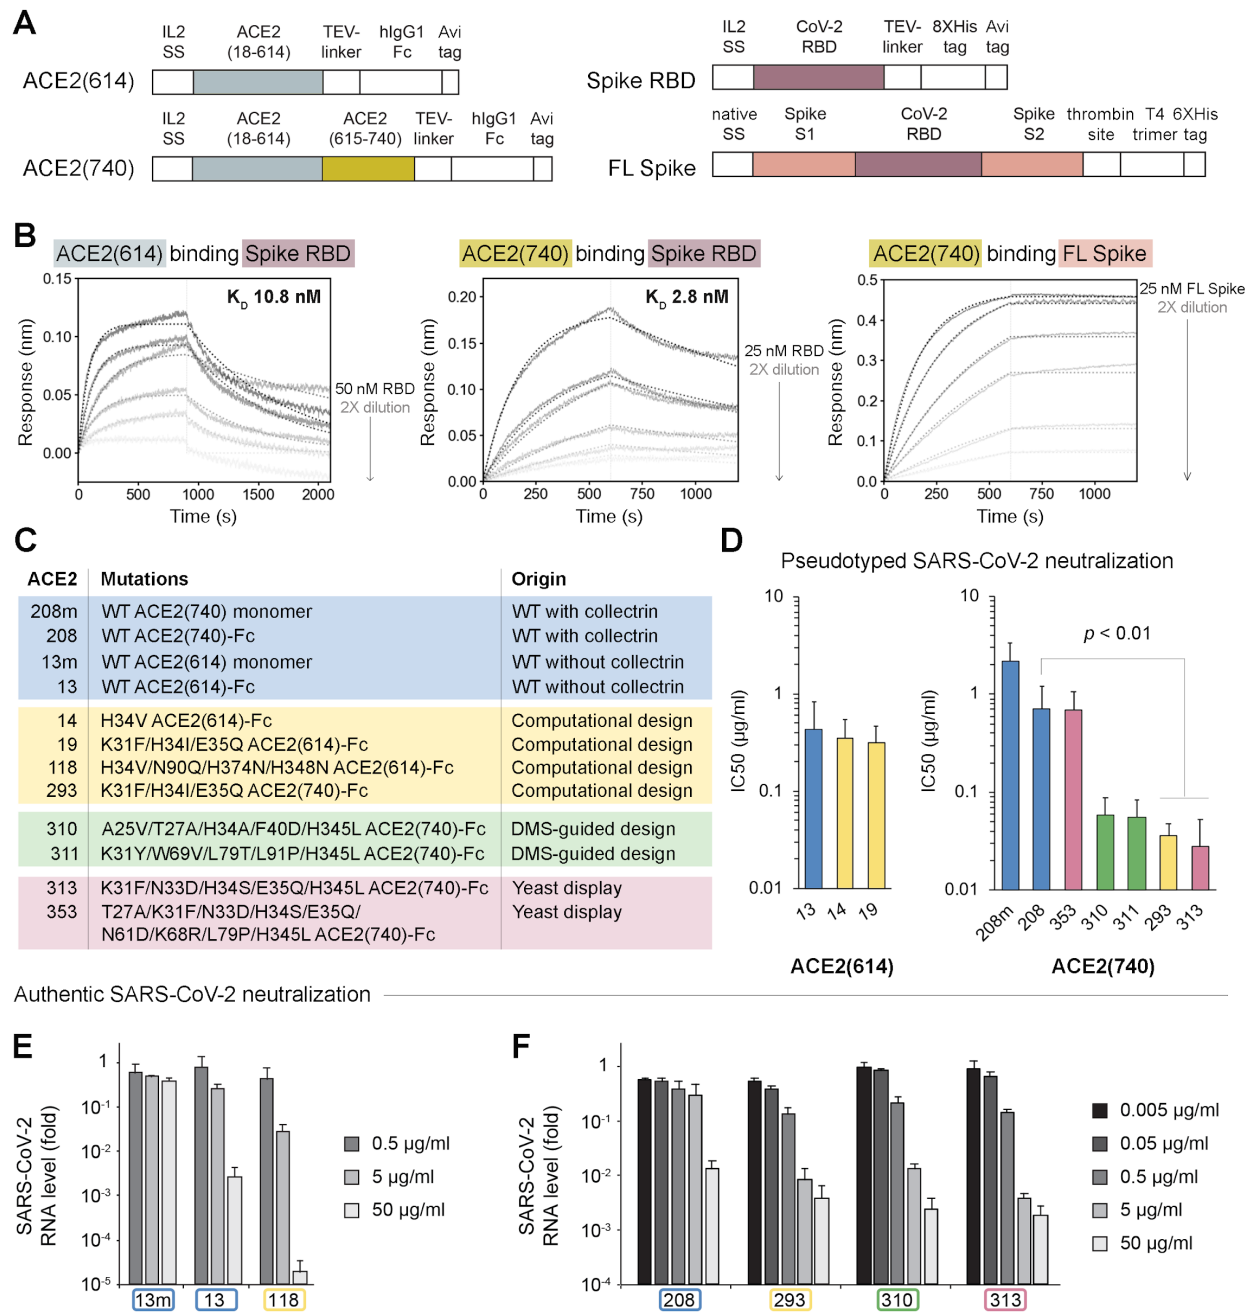 A
IL2 SS
ACE2 (18-614)
TEV-linker
hIgG1 Fc
Avi tag
ACE2(614)
IL2 SS
ACE2 (18-614)
ACE2 (615-740)
TEV-linker
hIgG1 Fc
Avi tag
ACE2(740)
IL2 SS
CoV-2 RBD
TEV-linker
8XHis tag
Avi tag
Spike RBD
native SS
Spike S1
CoV-2 RBD
Spike S2
thrombin site
T4 trimer
6XHis tag
FL Spike
B
ACE2(614) binding Spike RBD
K_D 10.8 nM
Response (nm)
0.15
0.10
0.05
0.00
0 500 1000 1500 2000
Time (s)
50 nM RBD
2X dilution
ACE2(740) binding Spike RBD
K_D 2.8 nM
Response (nm)
0.20
0.15
0.10
0.05
0.00
0 250 500 750 1000
Time (s)
25 nM RBD
2X dilution
ACE2(740) binding FL Spike
Response (nm)
0.5
0.4
0.3
0.2
0.1
0.0
0 250 500 750 1000
Time (s)
25 nM FL Spike
2X dilution
C
ACE2 Mutations Origin
208m WT ACE2(740) monomer WT with collectrin
208 WT ACE2(740)-Fc WT with collectrin
13m WT ACE2(614) monomer WT without collectrin
13 WT ACE2(614)-Fc WT without collectrin
14 H34V ACE2(614)-Fc Computational design
19 K31F/H34I/E35Q ACE2(614)-Fc Computational design
118 H34V/N90Q/H374N/H348N ACE2(614)-Fc Computational design
293 K31F/H34I/E35Q ACE2(740)-Fc Computational design
310 A25V/T27A/H34A/F40D/H345L ACE2(740)-Fc DMS-guided design
311 K31Y/W69V/L79T/L91P/H345L ACE2(740)-Fc DMS-guided design
313 K31F/N33D/H34S/E35Q/H345L ACE2(740)-Fc Yeast display
353 T27A/K31F/N33D/H34S/E35Q/ Yeast display
N61D/K68R/L79P/H345L ACE2(740)-Fc
D
Pseudotyped SARS-CoV-2 neutralization
IC50 (µg/ml)
10
1
0.1
0.01
13 14 19
ACE2(614)
IC50 (µg/ml)
10
1
0.1
0.01
p < 0.01
208m 208 353 310 311 293 313
ACE2(740)
Authentic SARS-CoV-2 neutralization
E
SARS-CoV-2
RNA level (fold)
1
10^-1
10^-2
10^-3
10^-4
10^-5
13m 13 118
0.5 µg/ml
5 µg/ml
50 µg/ml
F
SARS-CoV-2
RNA level (fold)
1
10^-1
10^-2
10^-3
10^-4
208 293 310 313
0.005 µg/ml
0.05 µg/ml
0.5 µg/ml
5 µg/ml
50 µg/ml